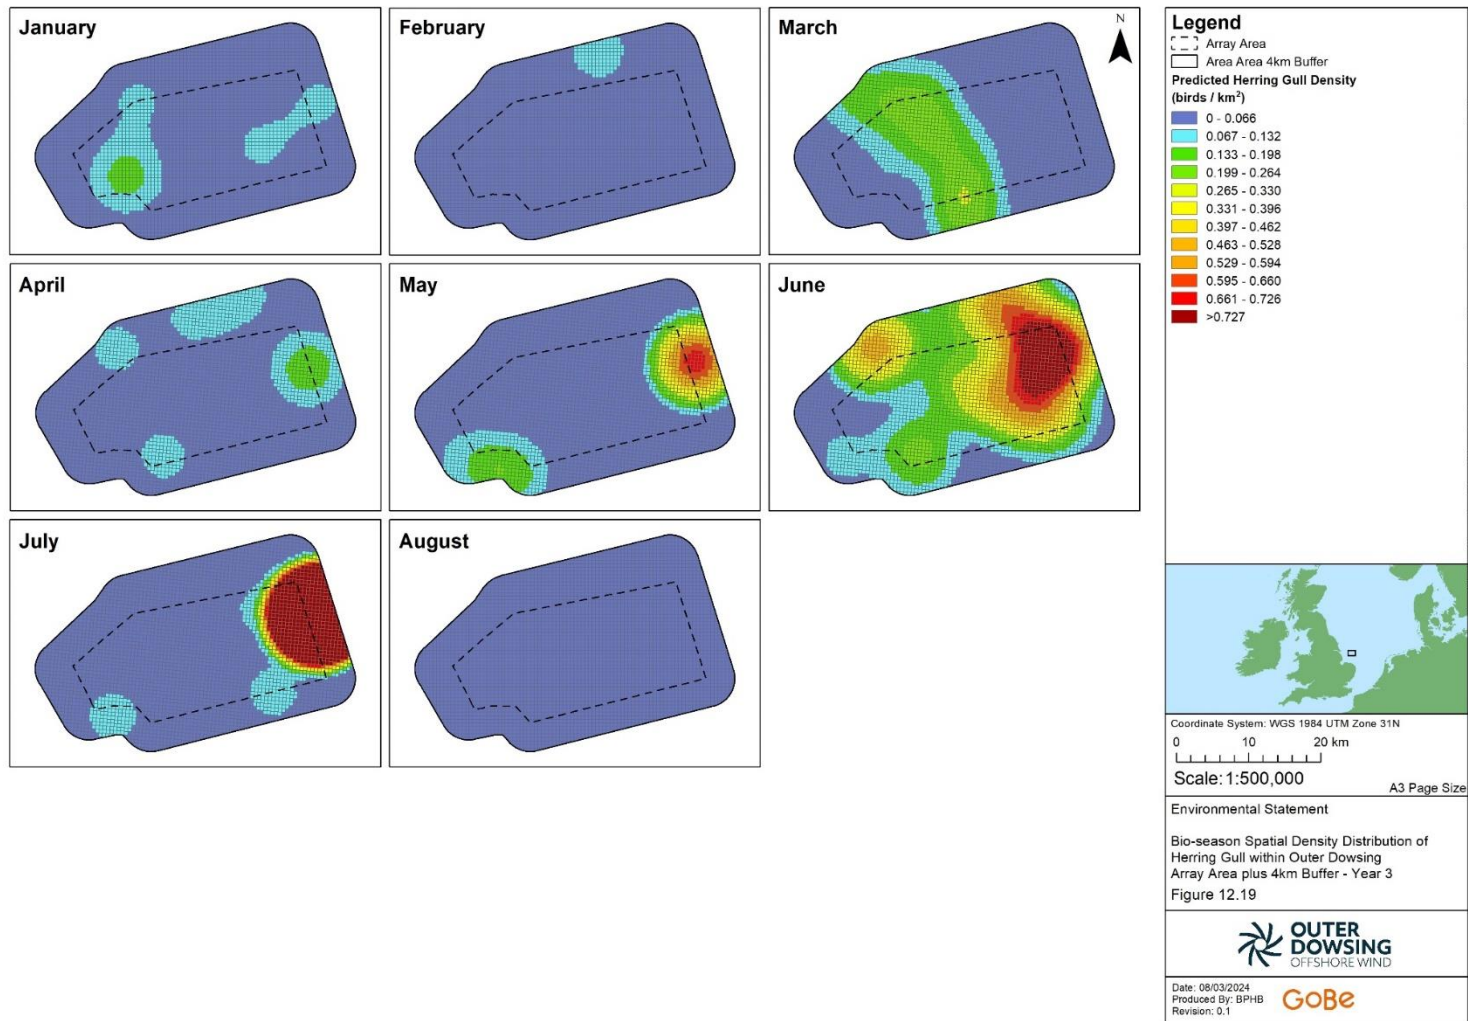 January
February
March
N
April
May
June
July
August
Legend
Array Area
Area Area 4km Buffer
Predicted Herring Gull Density
(birds / km²)
0 - 0.066
0.067 - 0.132
0.133 - 0.198
0.199 - 0.264
0.265 - 0.330
0.331 - 0.396
0.397 - 0.462
0.463 - 0.528
0.529 - 0.594
0.595 - 0.660
0.661 - 0.726
>0.727
Coordinate System: WGS 1984 UTM Zone 31N
0 10 20 km
Scale:1:500,000
A3 Page Size
Environmental Statement
Bio-season Spatial Density Distribution of
Herring Gull within Outer Dowsing
Array Area plus 4km Buffer - Year 3
Figure 12.19
OUTER
DOWSING
OFFSHORE WIND
Date: 08/03/2024
Produced By: BPHB
Revision: 0.1
GoBe